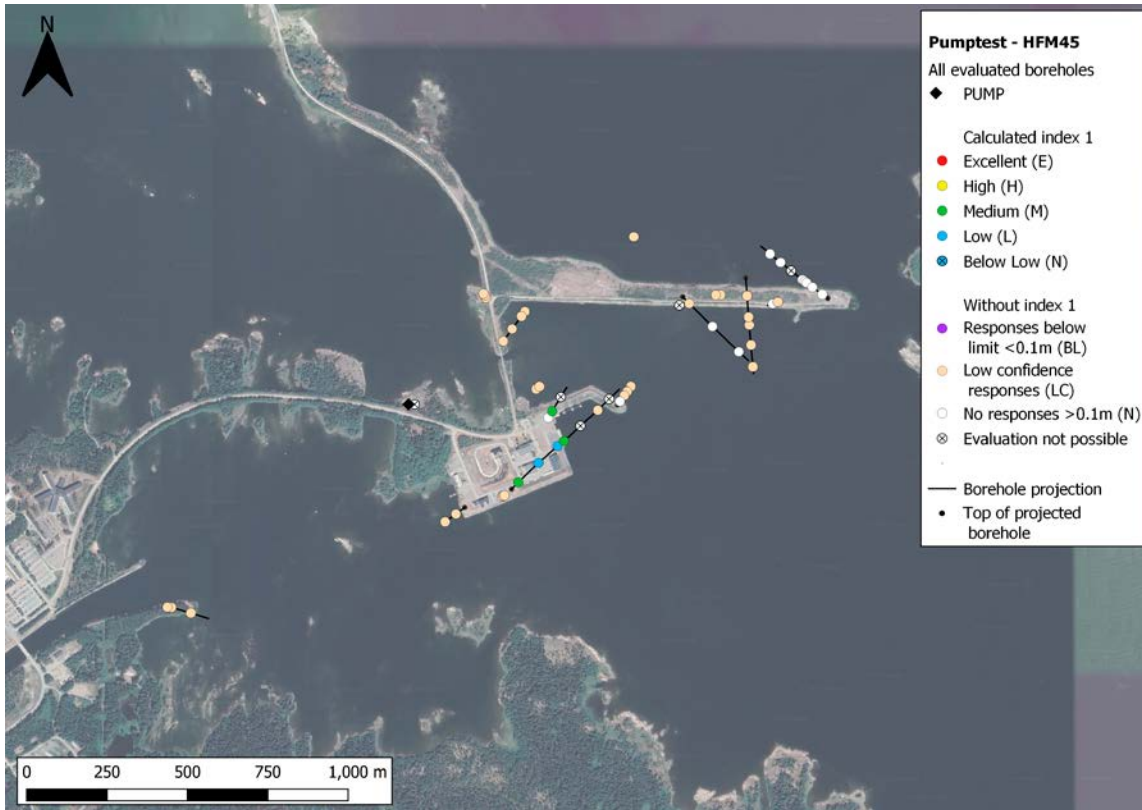 N
Pumptest - HFM45
All evaluated boreholes
PUMP
Calculated index 1
Excellent (E)
High (H)
Medium (M)
Low (L)
Below Low (N)
Without index 1
Responses below
limit <0.1m (BL)
Low confidence
responses (LC)
No responses >0.1m (N)
Evaluation not possible
Borehole projection
Top of projected
borehole
0 250 500 750 1,000 m